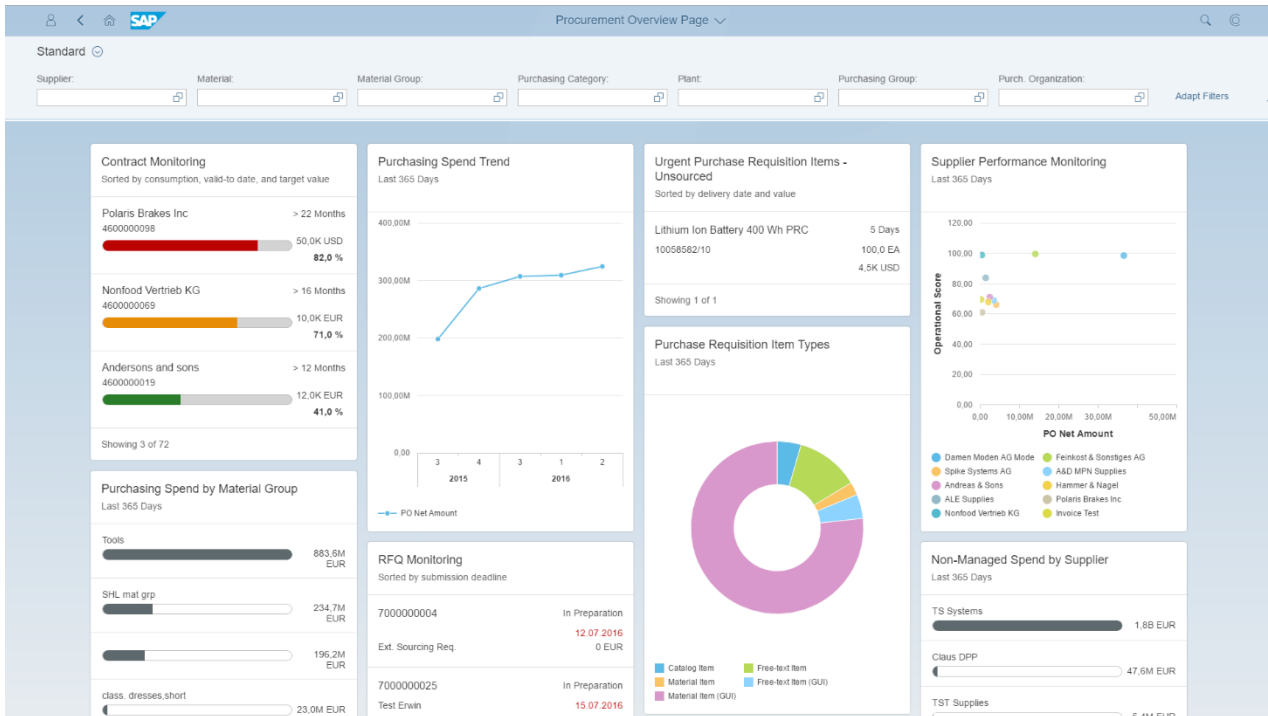 SAP
Procurement Overview Page
Standard
Supplier:
Material:
Material Group:
Purchasing Category:
Plant:
Purchasing Group:
Purch. Organization:
Adapt Filters
Contract Monitoring
Sorted by consumption, valid-to date, and target value
Polaris Brakes Inc > 22 Months
4600000098
50,0K USD
82,0 %
Nonfood Vertrieb KG > 16 Months
4600000069
10,0K EUR
71,0 %
Andersons and sons > 12 Months
4600000019
12,0K EUR
41,0 %
Showing 3 of 72
Purchasing Spend by Material Group
Last 365 Days
Tools
883,6M
EUR
SHL mat grp
234,7M
EUR
196,2M
EUR
class. dresses,short
23,0M EUR
Purchasing Spend Trend
Last 365 Days
400,00M
300,00M
200,00M
100,00M
0,00
3 4 3 1 2
2015 2016
PO Net Amount
RFQ Monitoring
Sorted by submission deadline
7000000004 In Preparation
12.07.2016
Ext. Sourcing Req. 0 EUR
7000000025 In Preparation
Test Erwin 15.07.2016
Urgent Purchase Requisition Items -
Unsourced
Sorted by delivery date and value
Lithium Ion Battery 400 Wh PRC 5 Days
10058582/10 100,0 EA
4,5K USD
Showing 1 of 1
Purchase Requisition Item Types
Last 365 Days
Catalog Item Free-text Item
Material Item Free-text Item (GUI)
Material Item (GUI)
Supplier Performance Monitoring
Last 365 Days
Operational Score
120,00
100,00
80,00
60,00
40,00
20,00
0,00
0,00 10,00M 20,00M 30,00M 50,00M
PO Net Amount
Damen Moden AG Mode Feinkost & Sonstiges AG
Spike Systems AG A&D MPN Supplies
Andreas & Sons Hammer & Nagel
ALE Supplies Polaris Brakes Inc
Nonfood Vertrieb KG Invoice Test
Non-Managed Spend by Supplier
Last 365 Days
TS Systems
1,8B EUR
Claus DPP
47,6M EUR
TST Supplies